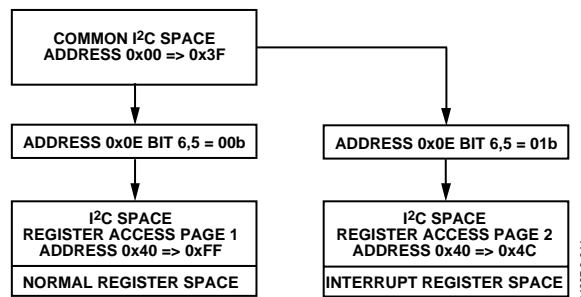 COMMON I²C SPACE
ADDRESS 0x00 => 0x3F
ADDRESS 0x0E BIT 6,5 = 00b
ADDRESS 0x0E BIT 6,5 = 01b
I²C SPACE
REGISTER ACCESS PAGE 1
ADDRESS 0x40 => 0xFF
NORMAL REGISTER SPACE
I²C SPACE
REGISTER ACCESS PAGE 2
ADDRESS 0x40 => 0x4C
INTERRUPT REGISTER SPACE